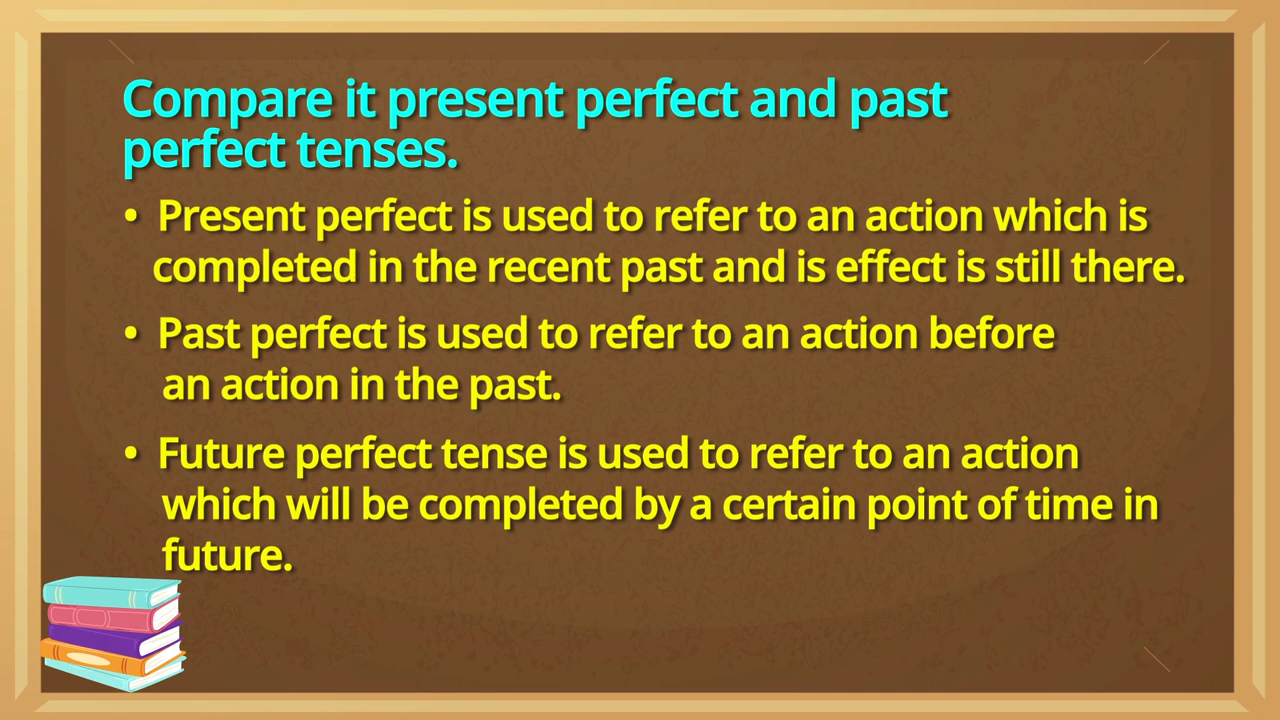 Compare it present perfect and past
perfect tenses.
• Present perfect is used to refer to an action which is
completed in the recent past and is effect is still there.
• Past perfect is used to refer to an action before
an action in the past.
• Future perfect tense is used to refer to an action
which will be completed by a certain point of time in
future.